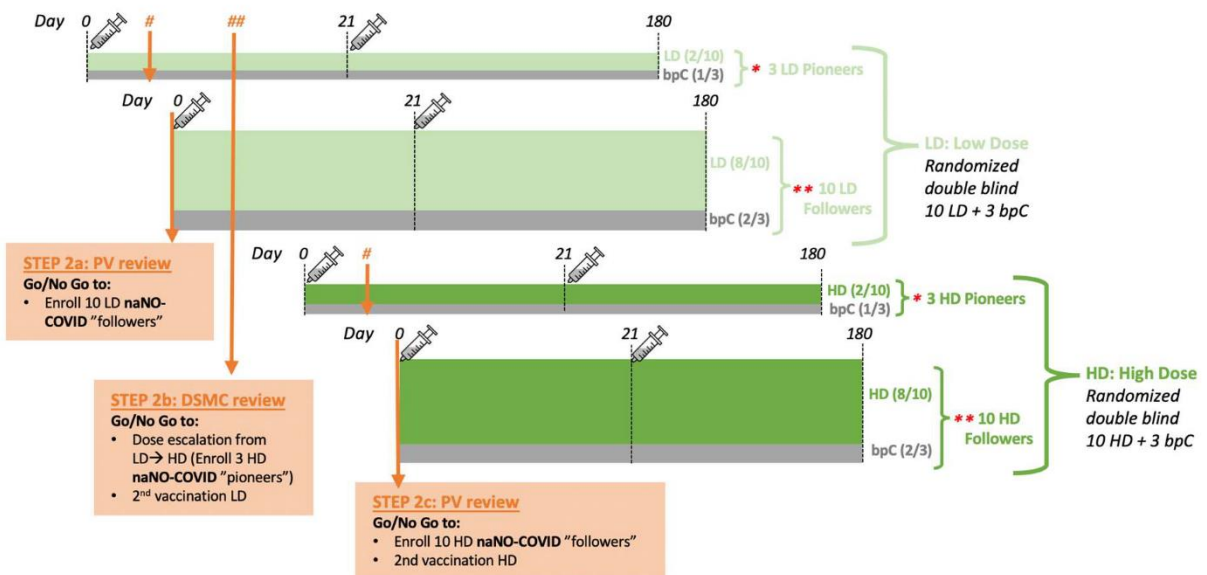 Day 0 # ## 21 180
LD (2/10)
bpC (1/3)
* 3 LD Pioneers
Day 0 21 180
LD (8/10)
bpC (2/3)
** 10 LD
Followers
LD: Low Dose
Randomized
double blind
10 LD + 3 bpC
STEP 2a: PV review
Go/No Go to:
• Enroll 10 LD naNO-
COVID "followers"
Day 0 # 21 180
HD (2/10)
bpC (1/3)
* 3 HD Pioneers
Day 0 21 180
HD (8/10)
bpC (2/3)
** 10 HD
Followers
HD: High Dose
Randomized
double blind
10 HD + 3 bpC
STEP 2b: DSMC review
Go/No Go to:
• Dose escalation from
LD→ HD (Enroll 3 HD
naNO-COVID "pioneers")
• 2nd vaccination LD
STEP 2c: PV review
Go/No Go to:
• Enroll 10 HD naNO-COVID "followers"
• 2nd vaccination HD